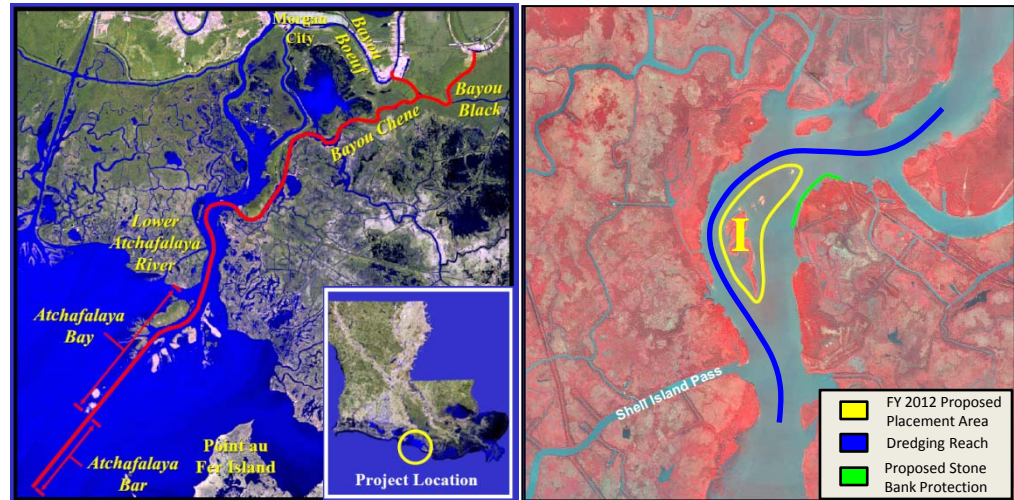 Morgan
City
Bayou
Boeuf
Bayou
Black
Bayou Chene
Lower
Atchafalaya
River
Atchafalaya
Bay
Point au
Fer Island
Atchafalaya
Bar
Project Location
I
Shell Island Pass
FY 2012 Proposed
Placement Area
Dredging Reach
Proposed Stone
Bank Protection